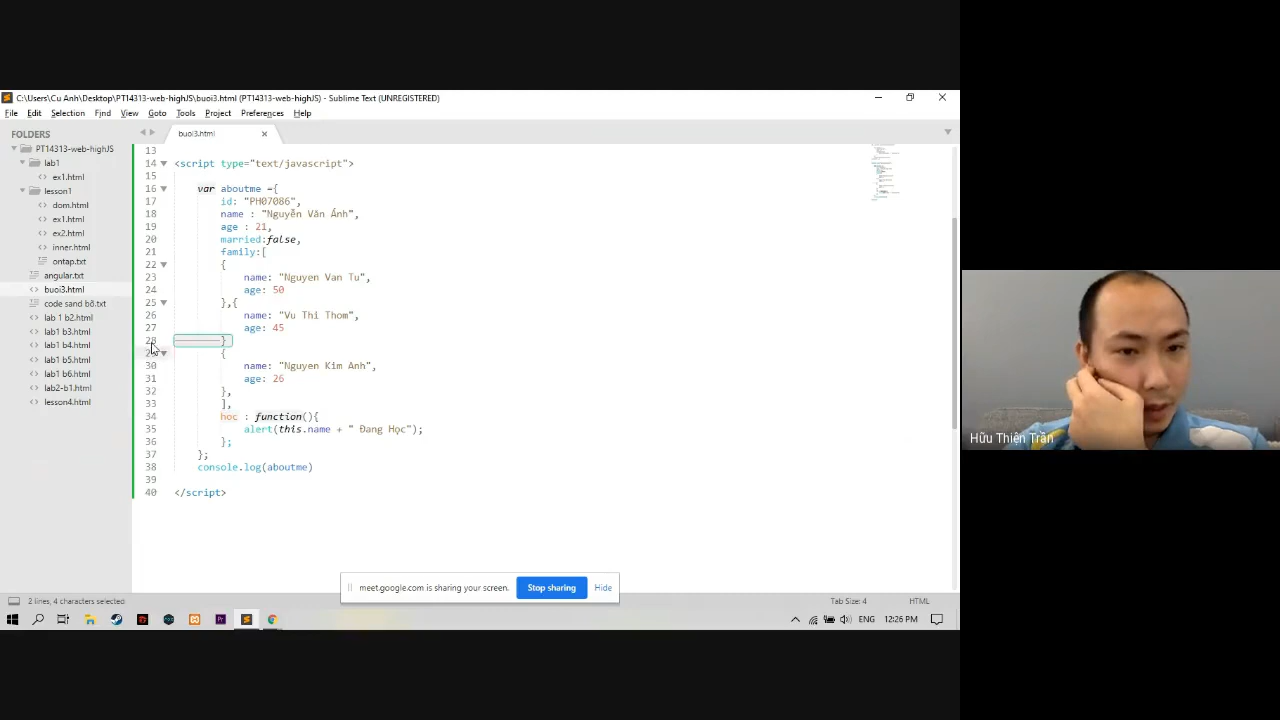 C:\Users\Cu Anh\Desktop\PT14313-web-highJS\buoi3.html (PT14313-web-highJS) - Sublime Text (UNREGISTERED)
File Edit Selection Find View Goto Tools Project Preferences Help
FOLDERS
PT14313-web-highJS
lab1
ex1.html
lesson1
dom.html
ex1.html
ex2.html
inner.html
ontap.txt
angular.txt
buoi3.html
code sand bõ.txt
lab 1 b2.html
lab1 b3.html
lab1 b4.html
lab1 b5.html
lab1 b6.html
lab2-b1.html
lesson4.html
buoi3.html
13
14 <script type="text/javascript">
15
16 var aboutme ={
17 id: "PH07086",
18 name : "Nguyễn Văn Ánh",
19 age : 21,
20 married:false,
21 family:[
22 {
23 name: "Nguyen Van Tu",
24 age: 50
25 },{
26 name: "Vu Thi Thom",
27 age: 45
28 }
29 {
30 name: "Nguyen Kim Anh",
31 age: 26
32 },
33 ],
34 hoc : function(){
35 alert(this.name + " Đang Học");
36 };
37 };
38 console.log(aboutme)
39
40 </script>
Hữu Thiện Trần
meet.google.com is sharing your screen. Stop sharing Hide
2 lines, 4 characters selected
Tab Size: 4 HTML
ENG 12:26 PM